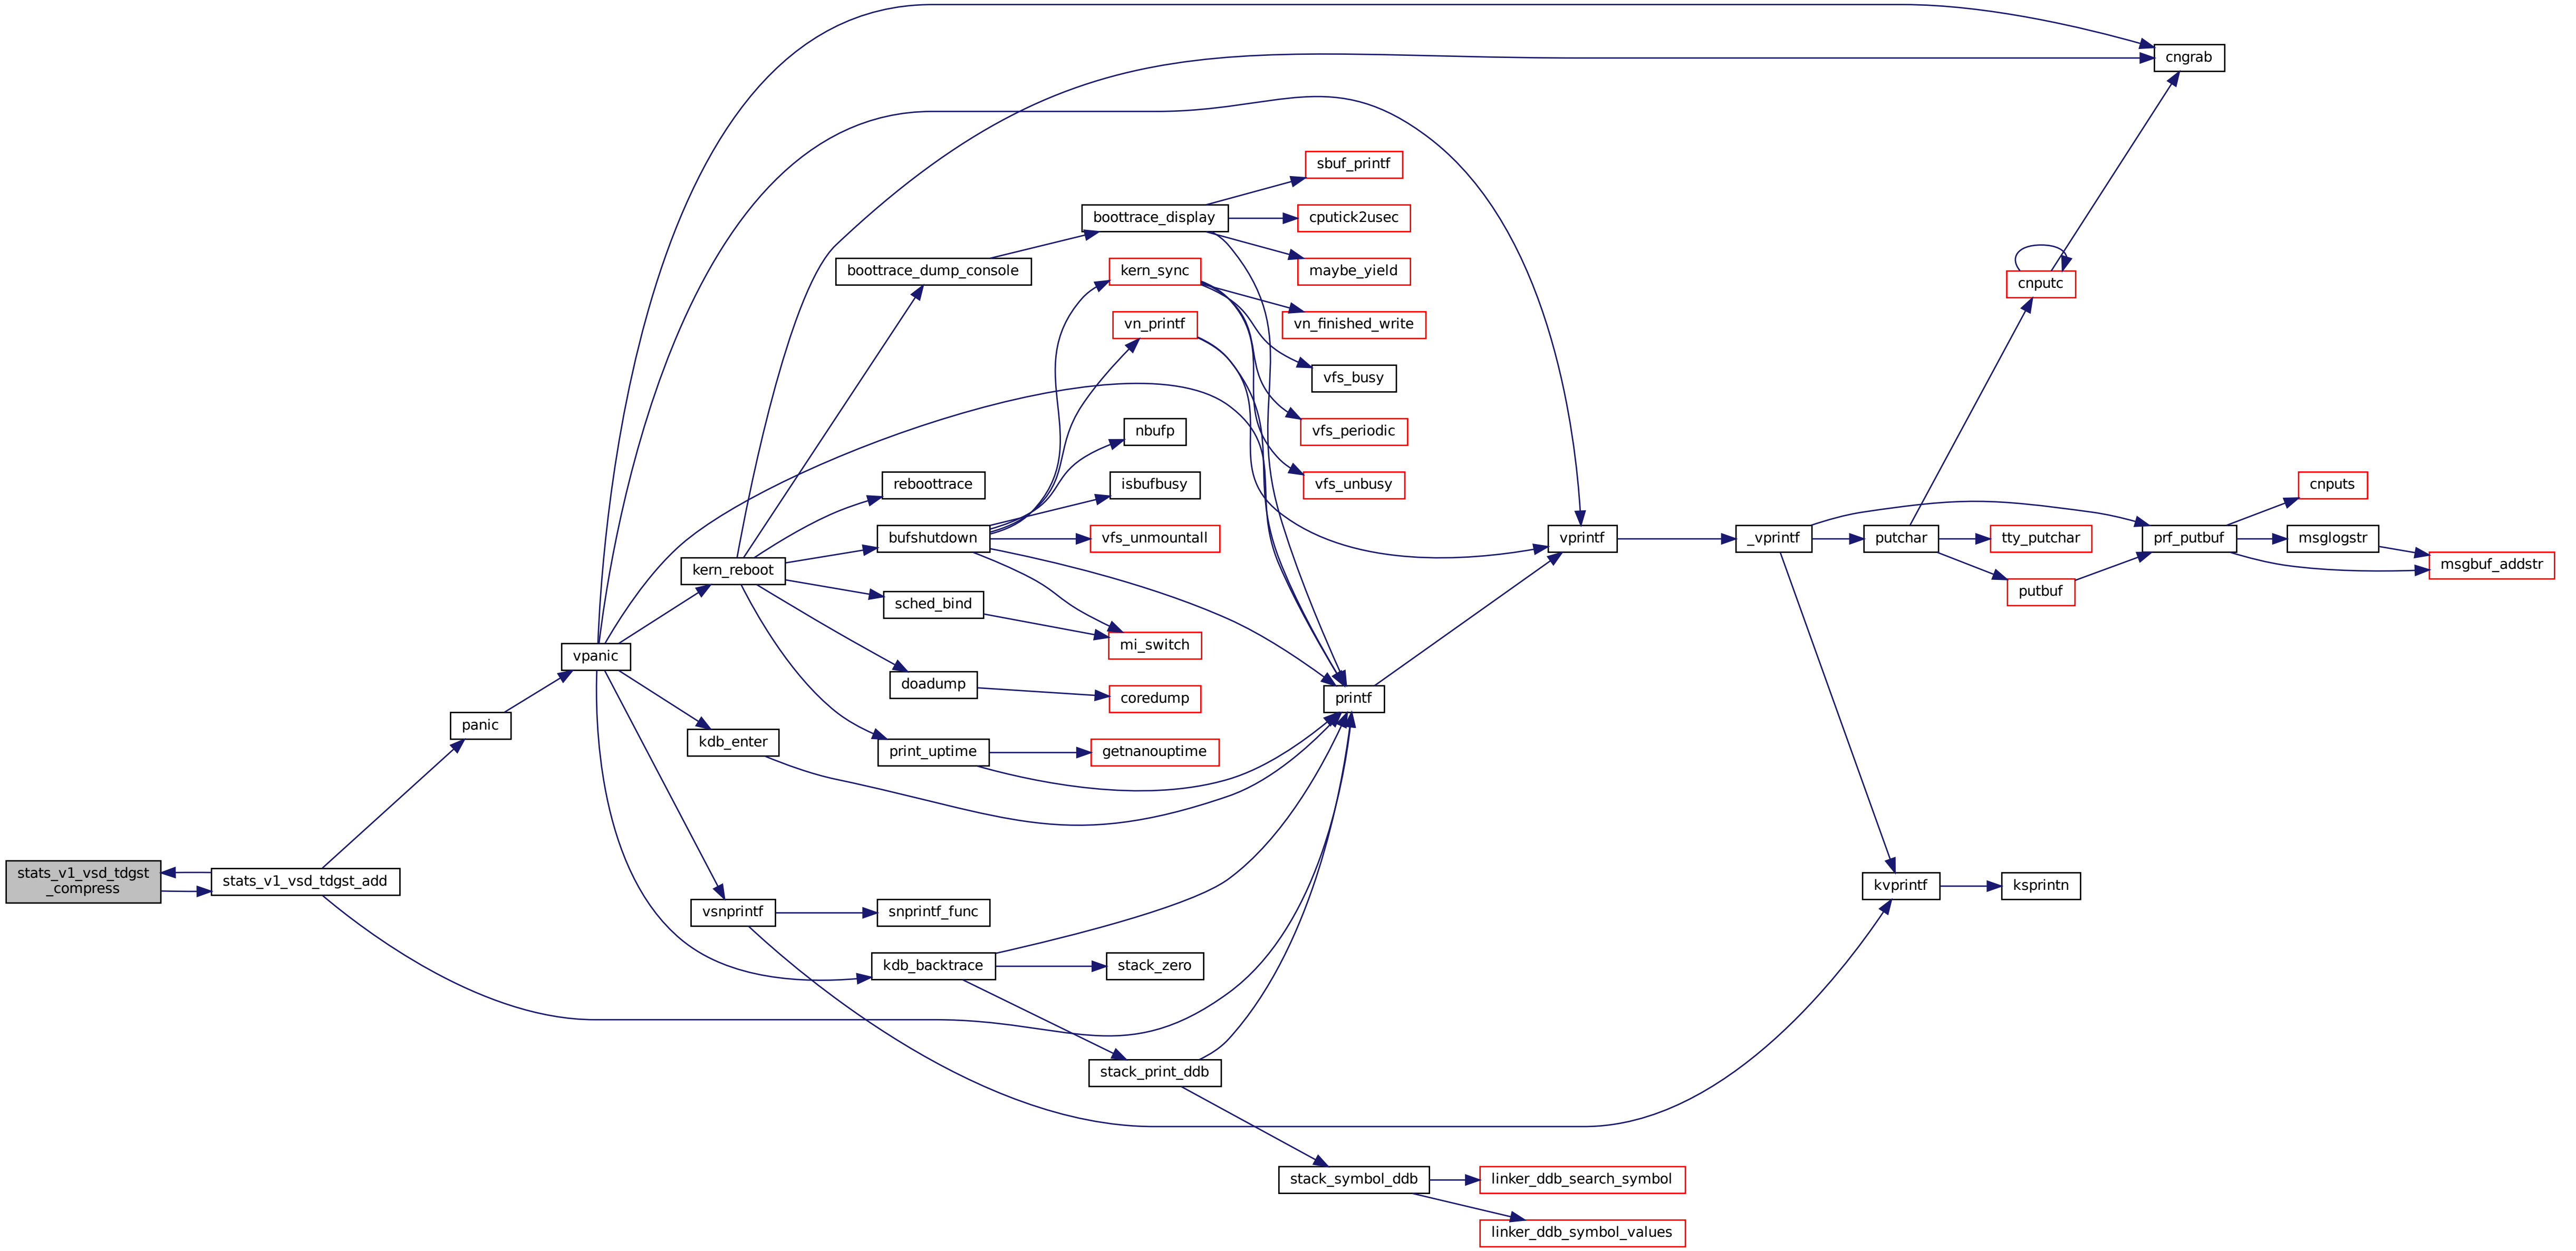 cngrab
sbuf_printf
boottrace_display
cputick2usec
boottrace_dump_console
kern_sync
maybe_yield
cnputc
vn_printf
vn_finished_write
vfs_busy
nbufp
vfs_periodic
reboottrace
isbufbusy
vfs_unbusy
cnputs
bufshutdown
vfs_unmountall
vprintf
_vprintf
putchar
tty_putchar
prf_putbuf
msglogstr
kern_reboot
msgbuf_addstr
sched_bind
putbuf
vpanic
mi_switch
doadump
coredump
printf
panic
kdb_enter
print_uptime
getnanouptime
stats_v1_vsd_tdgst
_compress
stats_v1_vsd_tdgst_add
kvprintf
ksprintn
vsnprintf
snprintf_func
kdb_backtrace
stack_zero
stack_print_ddb
stack_symbol_ddb
linker_ddb_search_symbol
linker_ddb_symbol_values